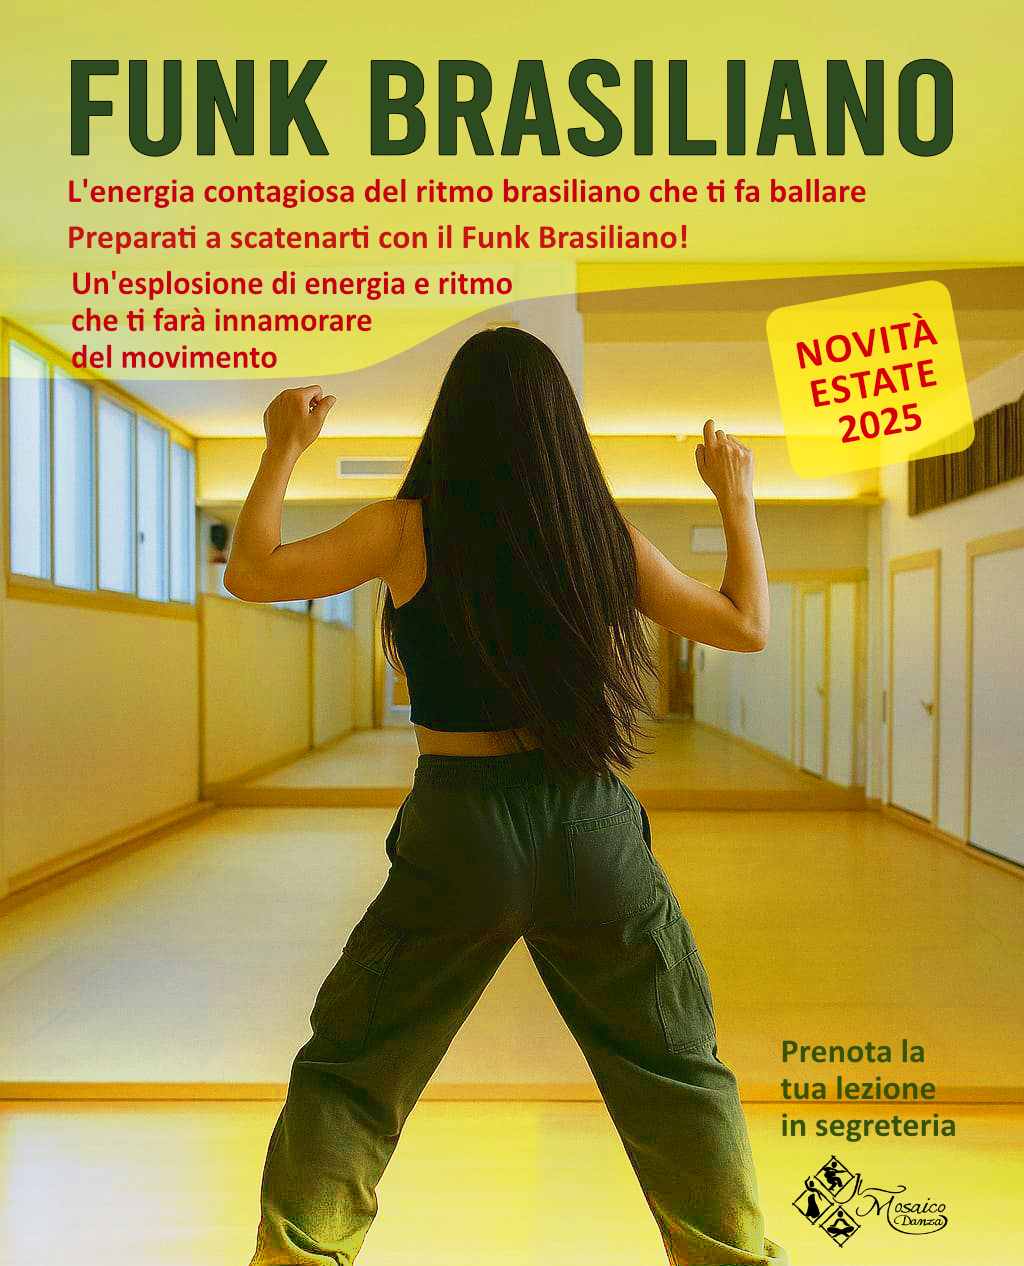 FUNK BRASILIANO
L'energia contagiosa del ritmo brasiliano che ti fa ballare
Preparati a scatenarti con il Funk Brasiliano!
Un'esplosione di energia e ritmo
che ti farà innamorare
del movimento
NOVITÀ
ESTATE
2025
Prenota la
tua lezione
in segreteria
Il
Mosaico
Danza